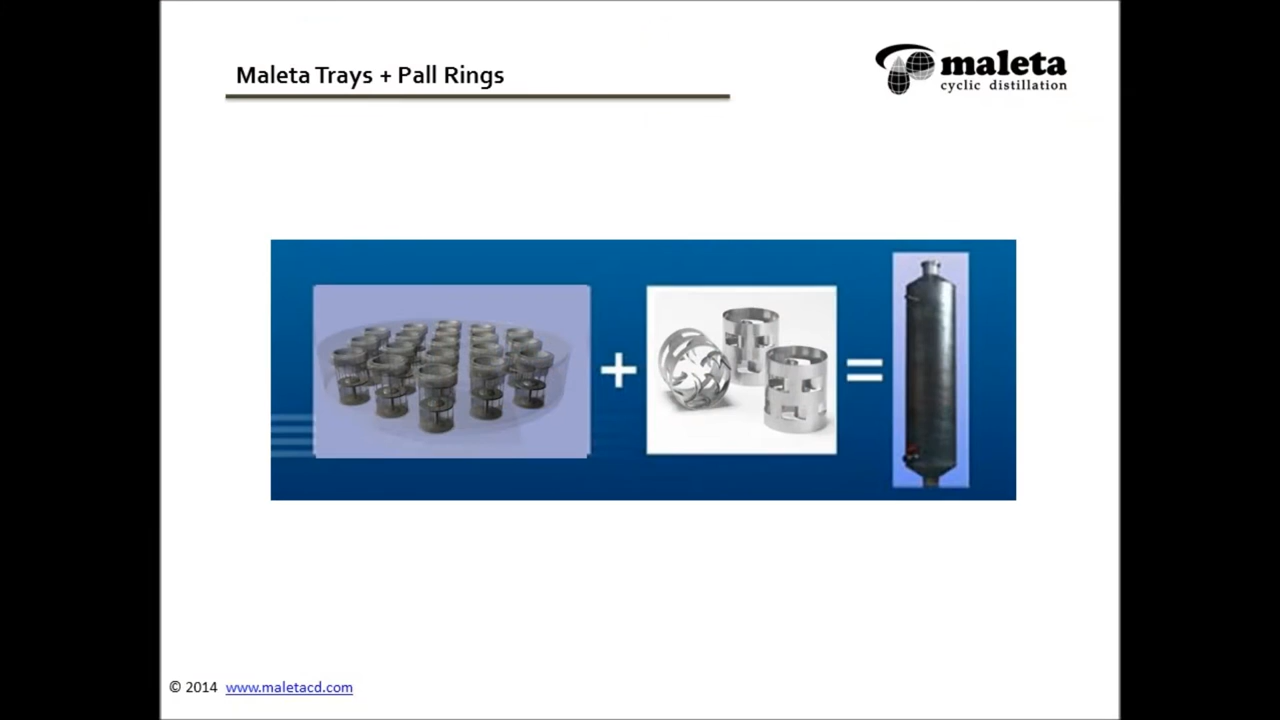 Maleta Trays + Pall Rings
maleta
cyclic distillation
+
=
© 2014 www.maletacd.com